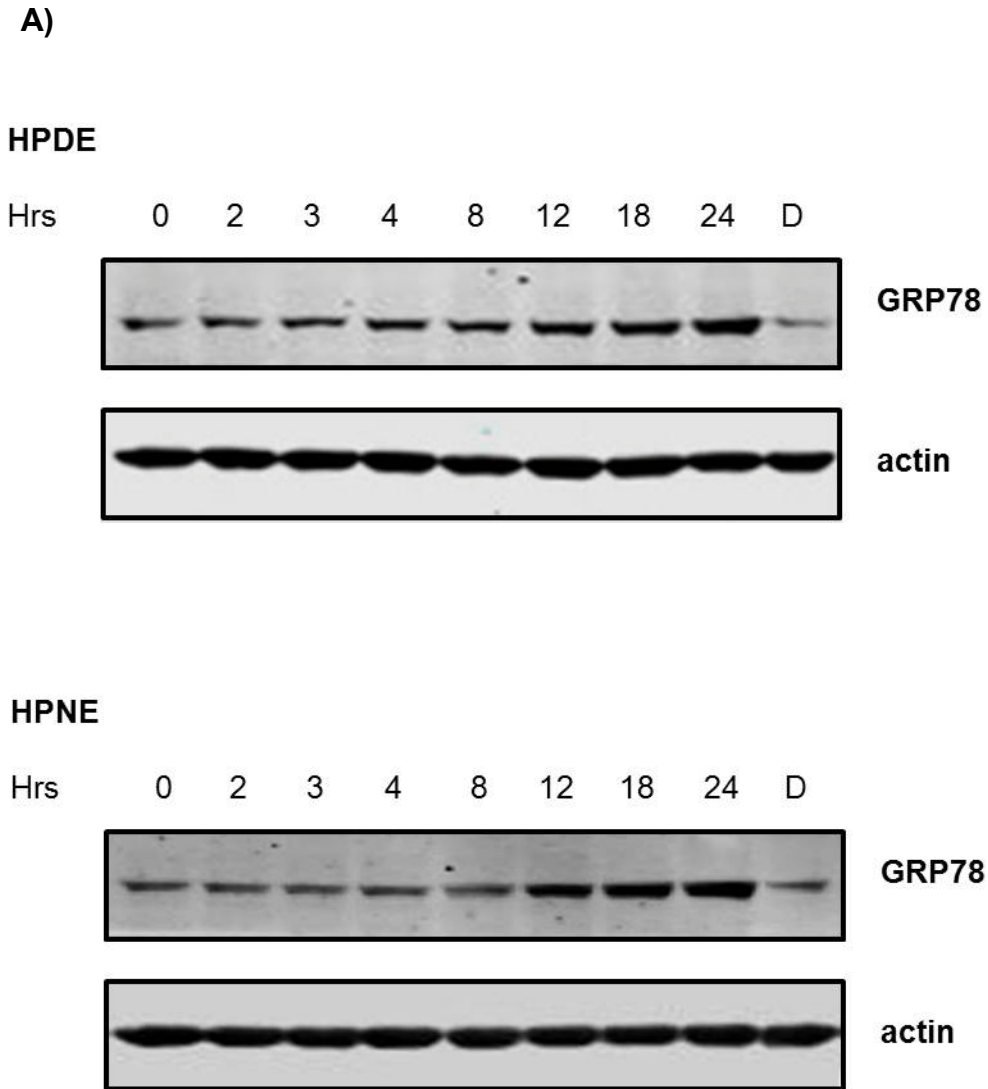 A)
HPDE
Hrs 0 2 3 4 8 12 18 24 D
GRP78
actin
HPNE
Hrs 0 2 3 4 8 12 18 24 D
GRP78
actin